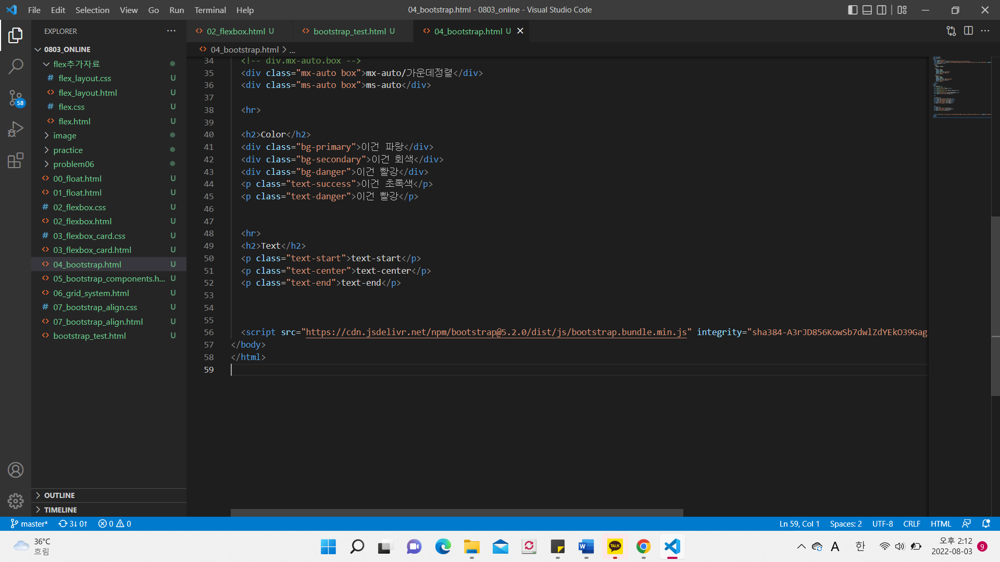 File Edit Selection View Go Run Terminal Help
04_bootstrap.html - 0803_online - Visual Studio Code
EXPLORER
02_flexbox.html U
bootstrap_test.html U
04_bootstrap.html U
04_bootstrap.html > ...
0803_ONLINE
flex추가자료
flex_layout.css U
flex_layout.html U
flex.css U
flex.html U
image
practice
problem06
00_float.html U
01_float.html U
02_flexbox.css U
02_flexbox.html U
03_flexbox_card.css U
03_flexbox_card.html U
04_bootstrap.html U
05_bootstrap_components.h... U
06_grid_system.html U
07_bootstrap_align.css U
07_bootstrap_align.html U
bootstrap_test.html U
OUTLINE
TIMELINE
58
34 <!-- div.mx-auto.box -->
35 <div class="mx-auto box">mx-auto/가운데정렬</div>
36 <div class="ms-auto box">ms-auto</div>
37
38 <hr>
39
40 <h2>Color</h2>
41 <div class="bg-primary">이건 파랑</div>
42 <div class="bg-secondary">이건 회색</div>
43 <div class="bg-danger">이건 빨강</div>
44 <p class="text-success">이건 초록색</p>
45 <p class="text-danger">이건 빨강</p>
46
47
48 <hr>
49 <h2>Text</h2>
50 <p class="text-start">text-start</p>
51 <p class="text-center">text-center</p>
52 <p class="text-end">text-end</p>
53
54
55
56 <script src="https://cdn.jsdelivr.net/npm/bootstrap@5.2.0/dist/js/bootstrap.bundle.min.js" integrity="sha384-A3rJD856KowSb7dwlZdYEkO39Gag
57 </body>
58 </html>
59
master* 3↓ 0↑ 0 0
Ln 59, Col 1 Spaces: 2 UTF-8 CRLF HTML
36°C
흐림
TALK
A 한
오후 2:12
2022-08-03
9